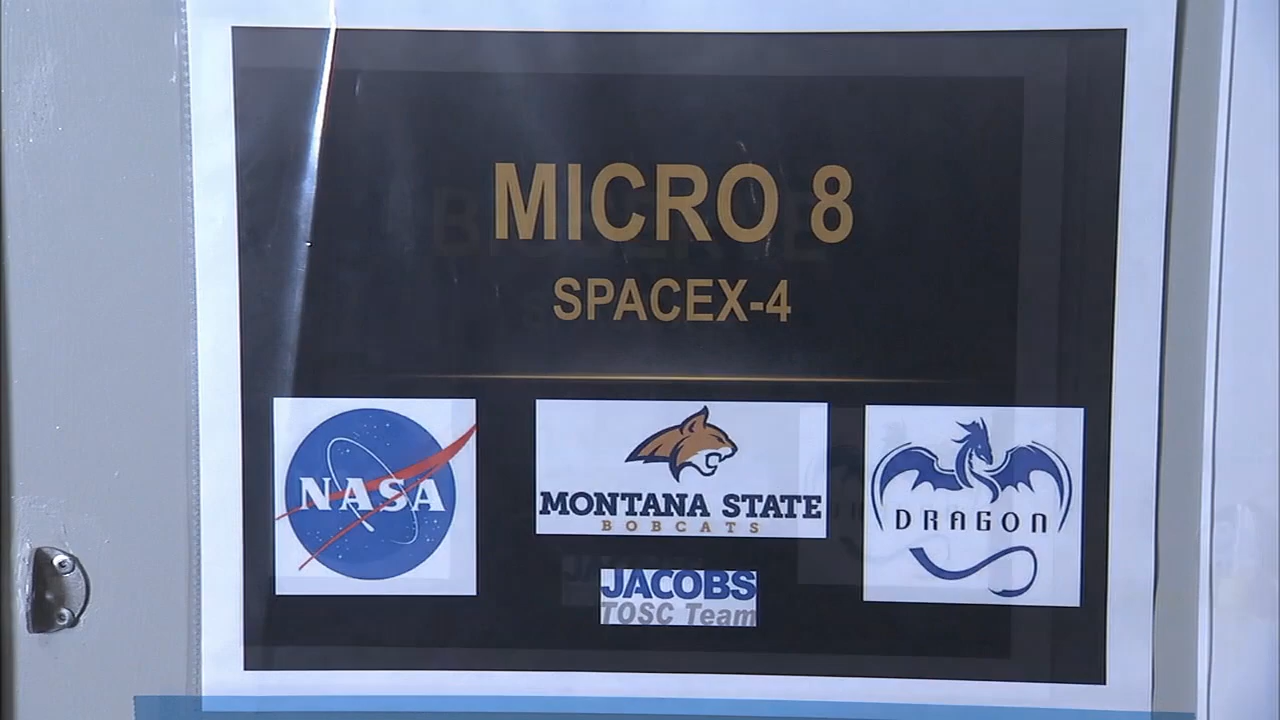 MICRO 8
SPACEX-4
NASA
MONTANA STATE
BOBCATS
DRAGON
JACOBS
TOSC Team